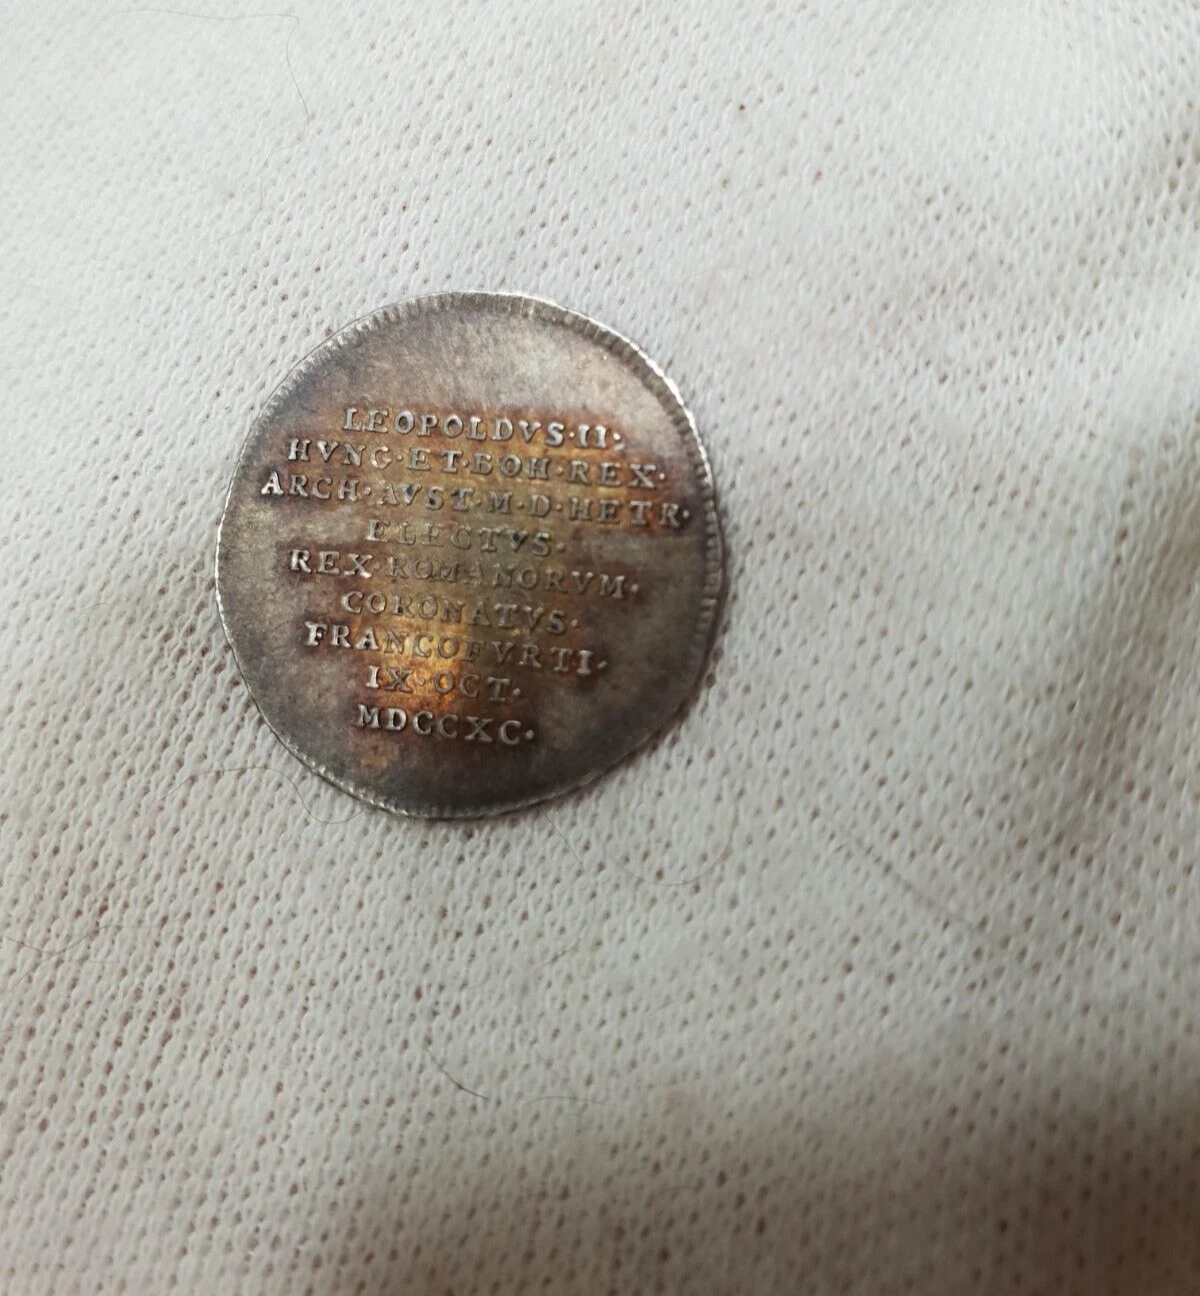 LEOPOLDVS·II·
HVNG·ET·BOH·REX·
ARCH·AVST·M·D·HETR·
ELECTVS·
REX·ROMANORVM·
CORONATVS·
FRANCOFVRTI·
IX·OCT·
MDCCXC·